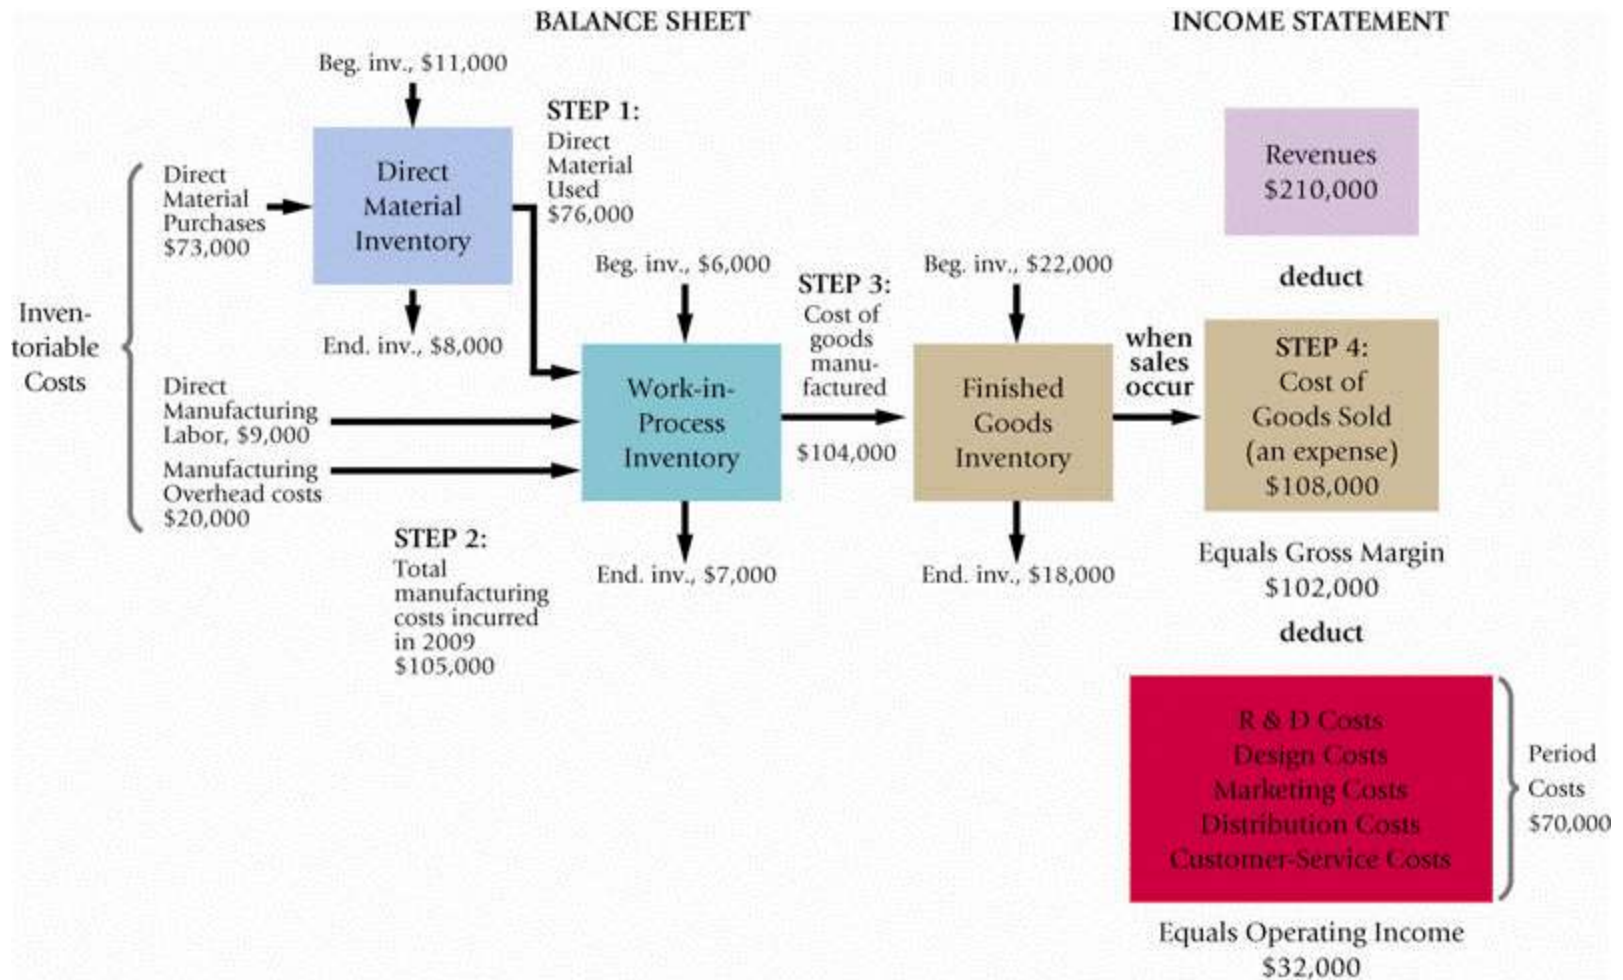 BALANCE SHEET
INCOME STATEMENT
Beg. inv., $11,000
STEP 1:
Direct
Material
Used
$76,000
Direct
Material
Inventory
Direct
Material
Purchases
$73,000
End. inv., $8,000
Inven-
toriable
Costs
Direct
Manufacturing
Labor, $9,000
Manufacturing
Overhead costs
$20,000
STEP 2:
Total
manufacturing
costs incurred
in 2009
$105,000
Beg. inv., $6,000
Work-in-
Process
Inventory
End. inv., $7,000
STEP 3:
Cost of
goods
manu-
factured
$104,000
Beg. inv., $22,000
Finished
Goods
Inventory
End. inv., $18,000
when
sales
occur
Revenues
$210,000
deduct
STEP 4:
Cost of
Goods Sold
(an expense)
$108,000
Equals Gross Margin
$102,000
deduct
R & D Costs
Design Costs
Marketing Costs
Distribution Costs
Customer-Service Costs
Period
Costs
$70,000
Equals Operating Income
$32,000